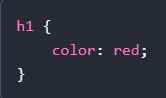 h1 {
    color: red;
}